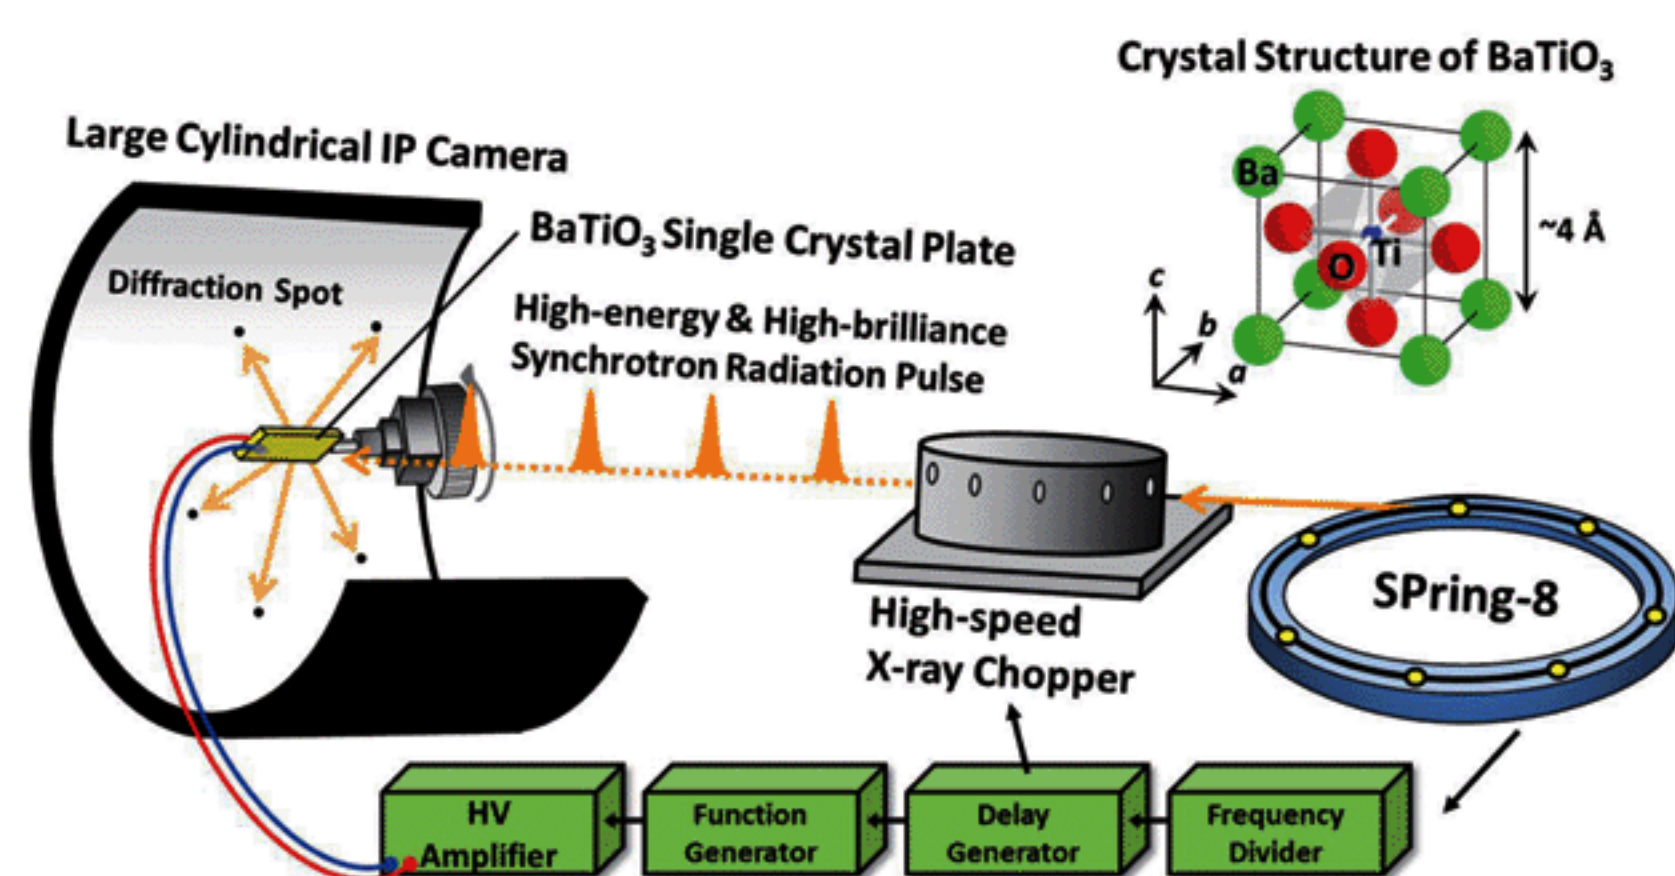 Crystal Structure of BaTiO₃
Large Cylindrical IP Camera
Ba
BaTiO₃ Single Crystal Plate
~4 Å
Ti
O
Diffraction Spot
c
b
a
High-energy & High-brilliance
Synchrotron Radiation Pulse
SPring-8
High-speed
X-ray Chopper
HV
Amplifier
Function
Generator
Delay
Generator
Frequency
Divider